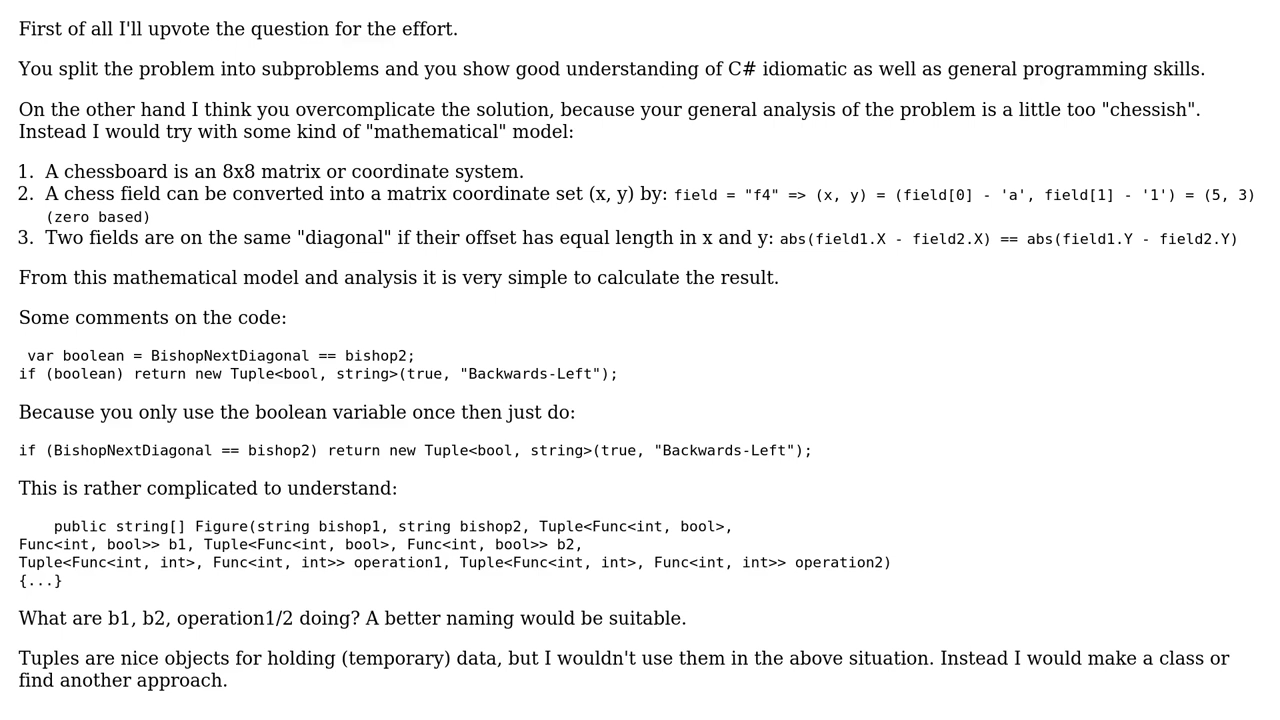 First of all I'll upvote the question for the effort.
You split the problem into subproblems and you show good understanding of C# idiomatic as well as general programming skills.
On the other hand I think you overcomplicate the solution, because your general analysis of the problem is a little too "chessish".
Instead I would try with some kind of "mathematical" model:
1. A chessboard is an 8x8 matrix or coordinate system.
2. A chess field can be converted into a matrix coordinate set (x, y) by: field = "f4" => (x, y) = (field[0] - 'a', field[1] - '1') = (5, 3)
(zero based)
3. Two fields are on the same "diagonal" if their offset has equal length in x and y: abs(field1.X - field2.X) == abs(field1.Y - field2.Y)
From this mathematical model and analysis it is very simple to calculate the result.
Some comments on the code:
var boolean = BishopNextDiagonal == bishop2;
if (boolean) return new Tuple<bool, string>(true, "Backwards-Left");
Because you only use the boolean variable once then just do:
if (BishopNextDiagonal == bishop2) return new Tuple<bool, string>(true, "Backwards-Left");
This is rather complicated to understand:
public string[] Figure(string bishop1, string bishop2, Tuple<Func<int, bool>,
Func<int, bool>> b1, Tuple<Func<int, bool>, Func<int, bool>> b2,
Tuple<Func<int, int>, Func<int, int>> operation1, Tuple<Func<int, int>, Func<int, int>> operation2)
{...}
What are b1, b2, operation1/2 doing? A better naming would be suitable.
Tuples are nice objects for holding (temporary) data, but I wouldn't use them in the above situation. Instead I would make a class or
find another approach.